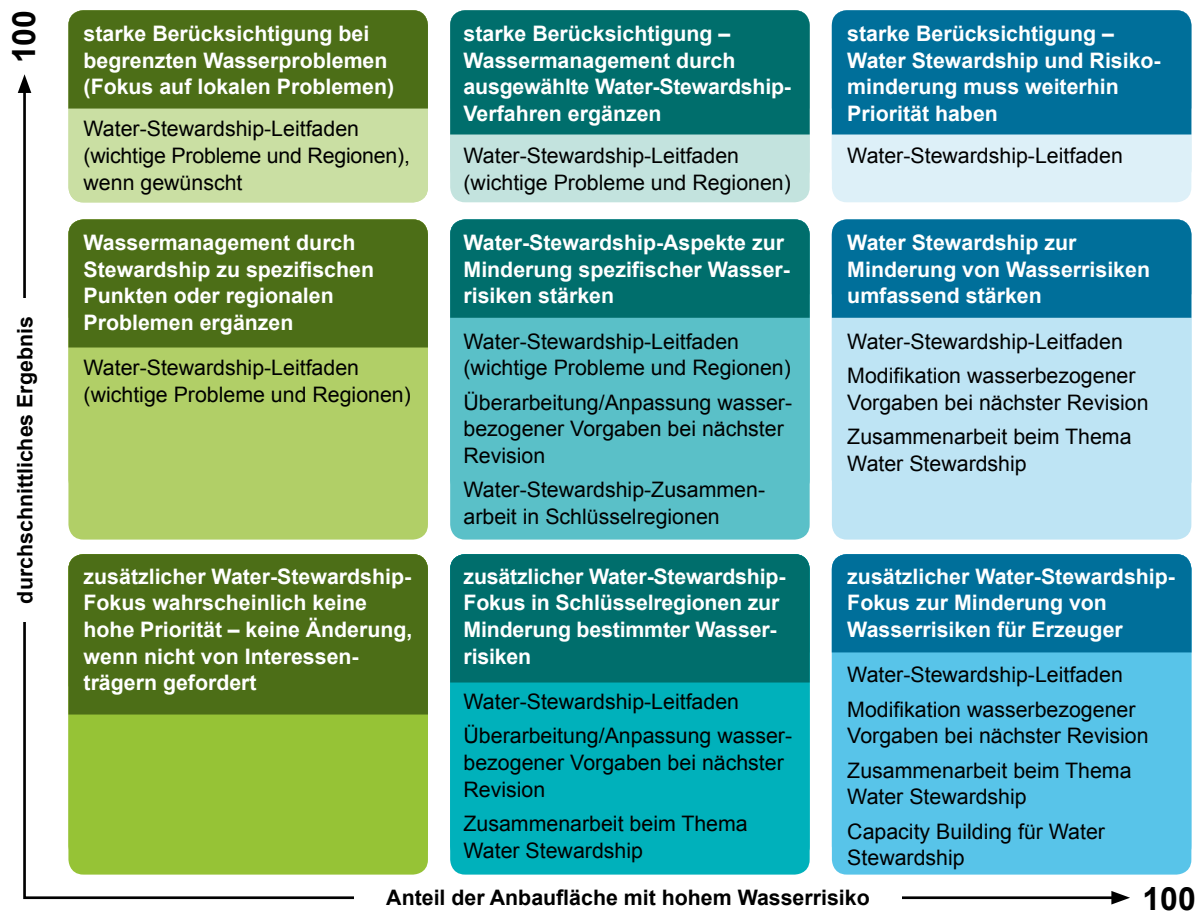 100
durchschnittliches Ergebnis
starke Berücksichtigung bei
begrenzten Wasserproblemen
(Fokus auf lokalen Problemen)
Water-Stewardship-Leitfaden
(wichtige Probleme und Regionen),
wenn gewünscht
starke Berücksichtigung –
Wassermanagement durch
ausgewählte Water-Stewardship-
Verfahren ergänzen
Water-Stewardship-Leitfaden
(wichtige Probleme und Regionen)
starke Berücksichtigung –
Water Stewardship und Risiko-
minderung muss weiterhin
Priorität haben
Water-Stewardship-Leitfaden
Wassermanagement durch
Stewardship zu spezifischen
Punkten oder regionalen
Problemen ergänzen
Water-Stewardship-Leitfaden
(wichtige Probleme und Regionen)
Water-Stewardship-Aspekte zur
Minderung spezifischer Wasser-
risiken stärken
Water-Stewardship-Leitfaden
(wichtige Probleme und Regionen)
Überarbeitung/Anpassung wasser-
bezogener Vorgaben bei nächster
Revision
Water-Stewardship-Zusammen-
arbeit in Schlüsselregionen
Water Stewardship zur
Minderung von Wasserrisiken
umfassend stärken
Water-Stewardship-Leitfaden
Modifikation wasserbezogener
Vorgaben bei nächster Revision
Zusammenarbeit beim Thema
Water Stewardship
zusätzlicher Water-Stewardship-
Fokus wahrscheinlich keine
hohe Priorität – keine Änderung,
wenn nicht von Interessen-
trägern gefordert
zusätzlicher Water-Stewardship-
Fokus in Schlüsselregionen zur
Minderung bestimmter Wasser-
risiken
Water-Stewardship-Leitfaden
Überarbeitung/Anpassung wasser-
bezogener Vorgaben bei nächster
Revision
Zusammenarbeit beim Thema
Water Stewardship
zusätzlicher Water-Stewardship-
Fokus zur Minderung von
Wasserrisiken für Erzeuger
Water-Stewardship-Leitfaden
Modifikation wasserbezogener
Vorgaben bei nächster Revision
Zusammenarbeit beim Thema
Water Stewardship
Capacity Building für Water
Stewardship
Anteil der Anbaufläche mit hohem Wasserrisiko
100